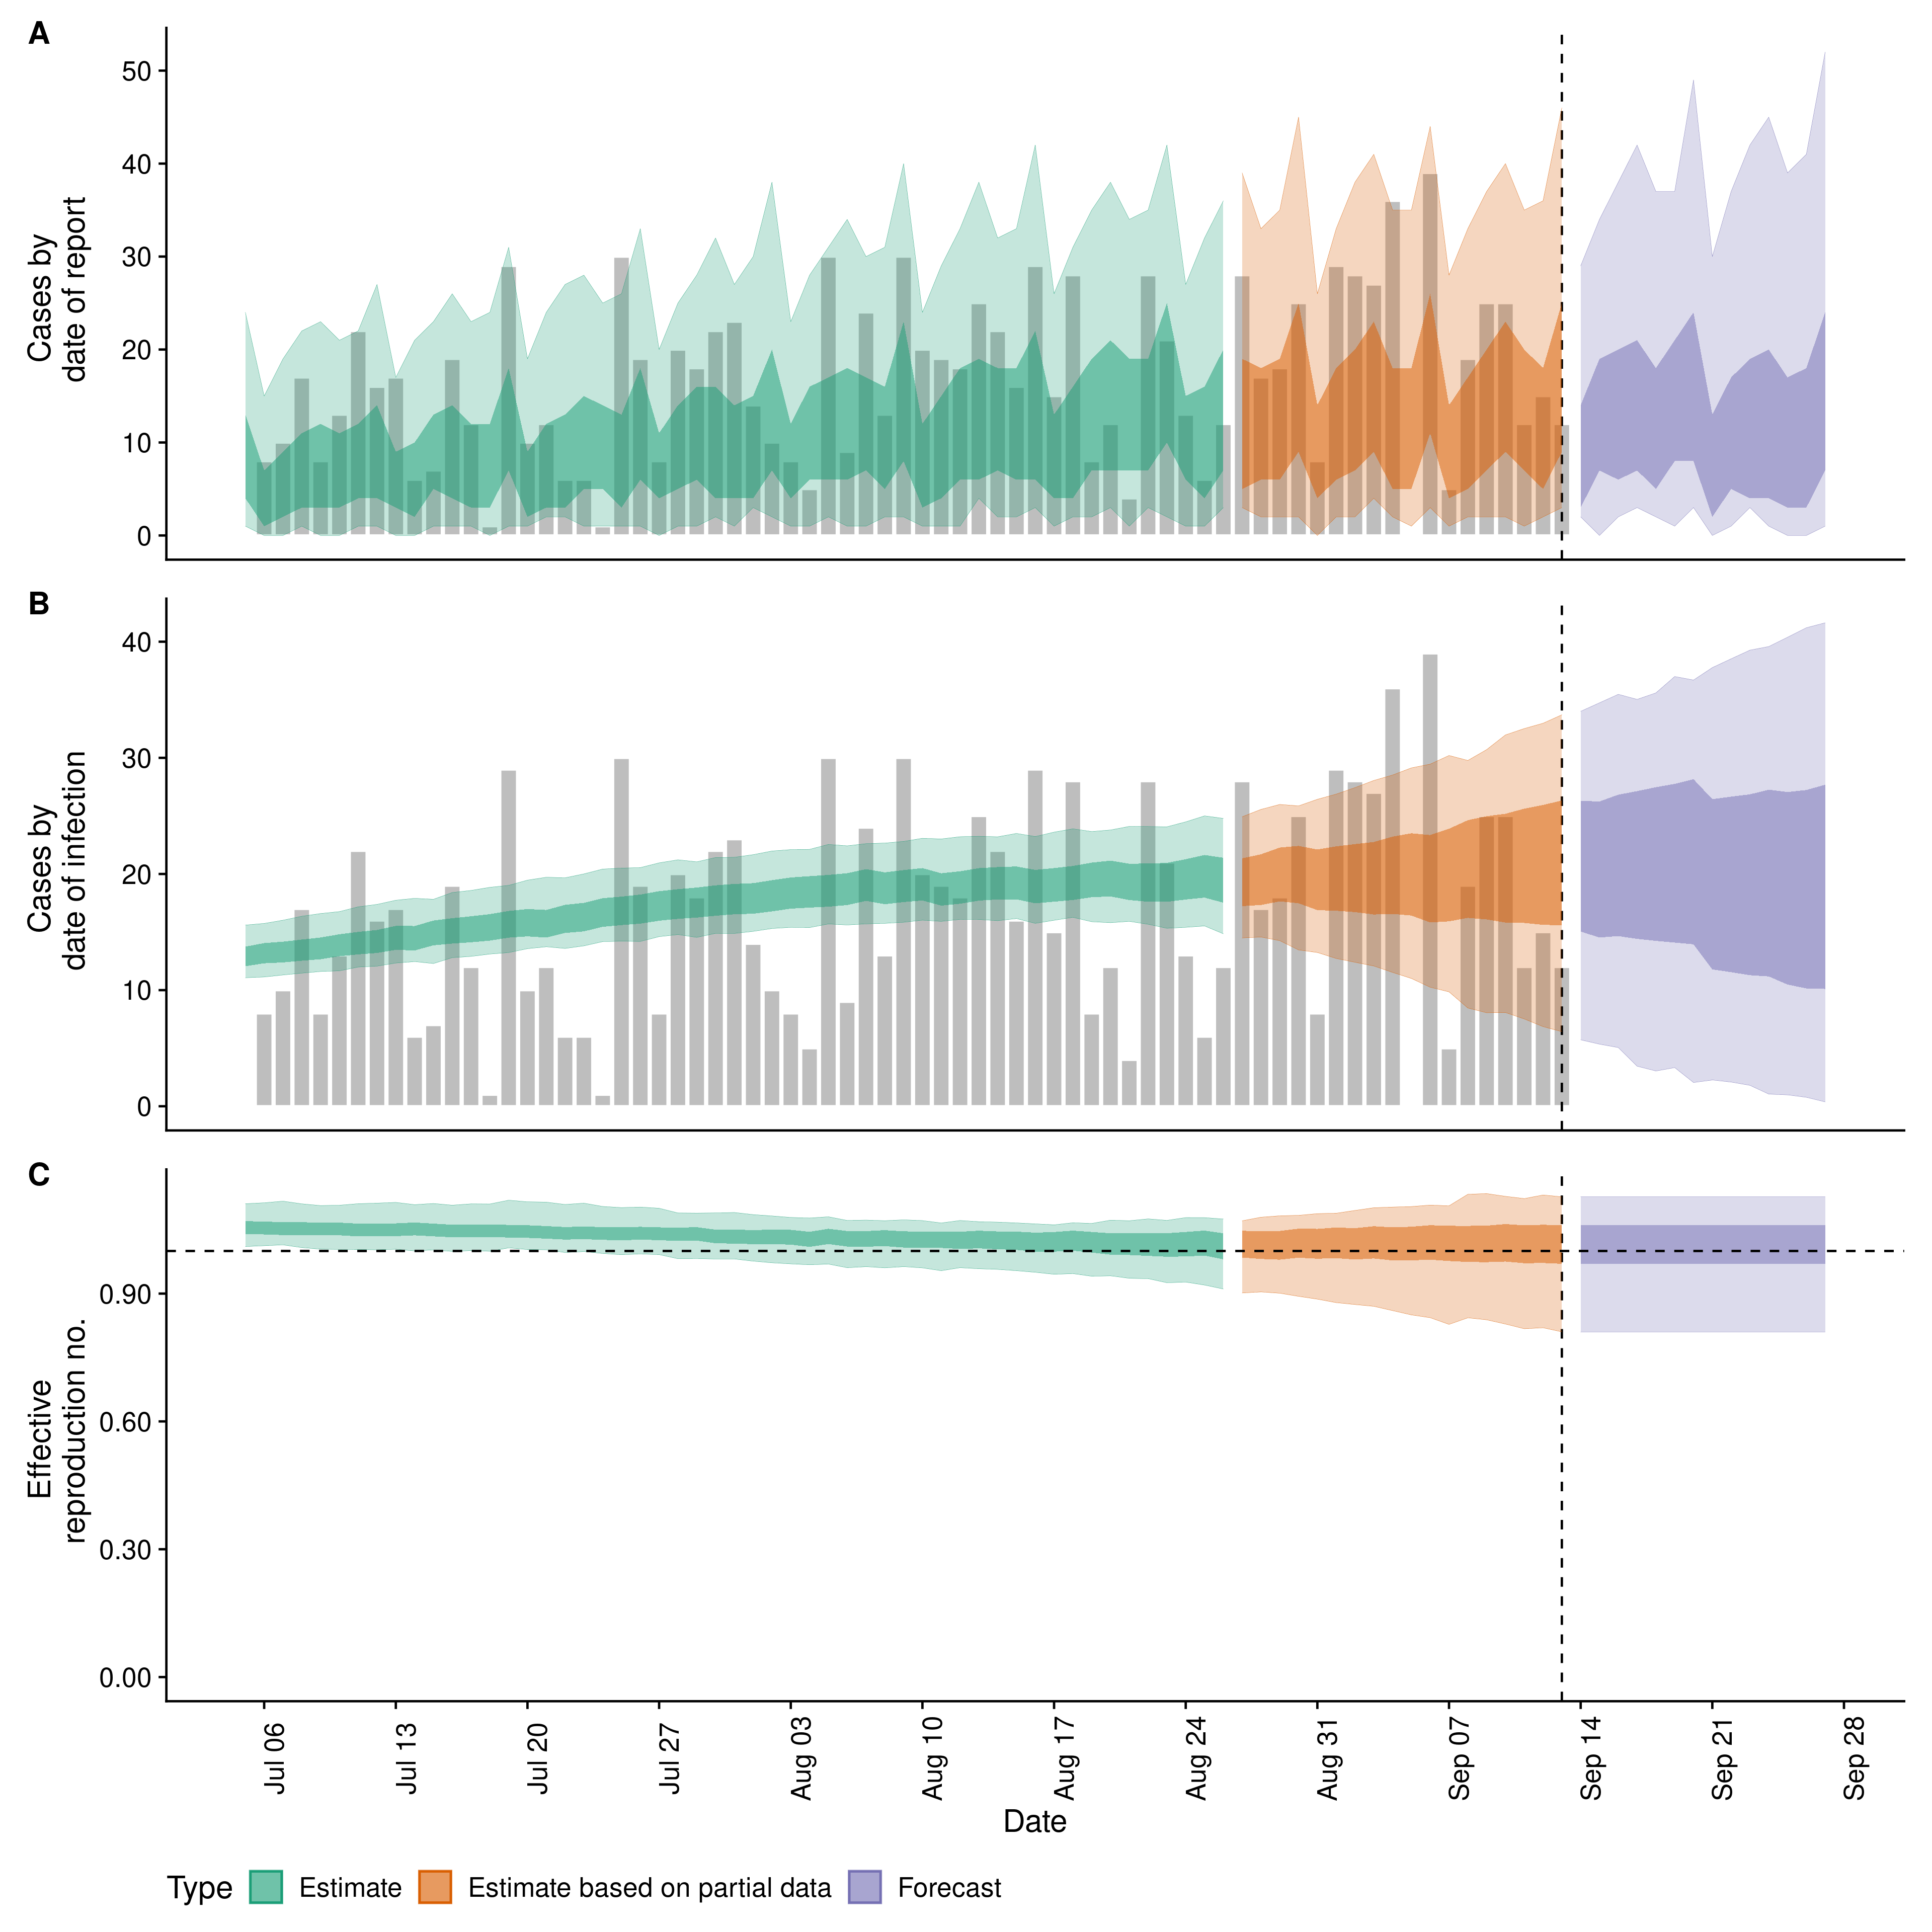 A
50
40
30
20
10
0
Cases by
date of report
B
40
30
20
10
0
Cases by
date of infection
C
0.90
0.60
0.30
0.00
Effective
reproduction no.
Jul 06
Jul 13
Jul 20
Jul 27
Aug 03
Aug 10
Aug 17
Aug 24
Aug 31
Sep 07
Sep 14
Sep 21
Sep 28
Date
Type Estimate Estimate based on partial data Forecast